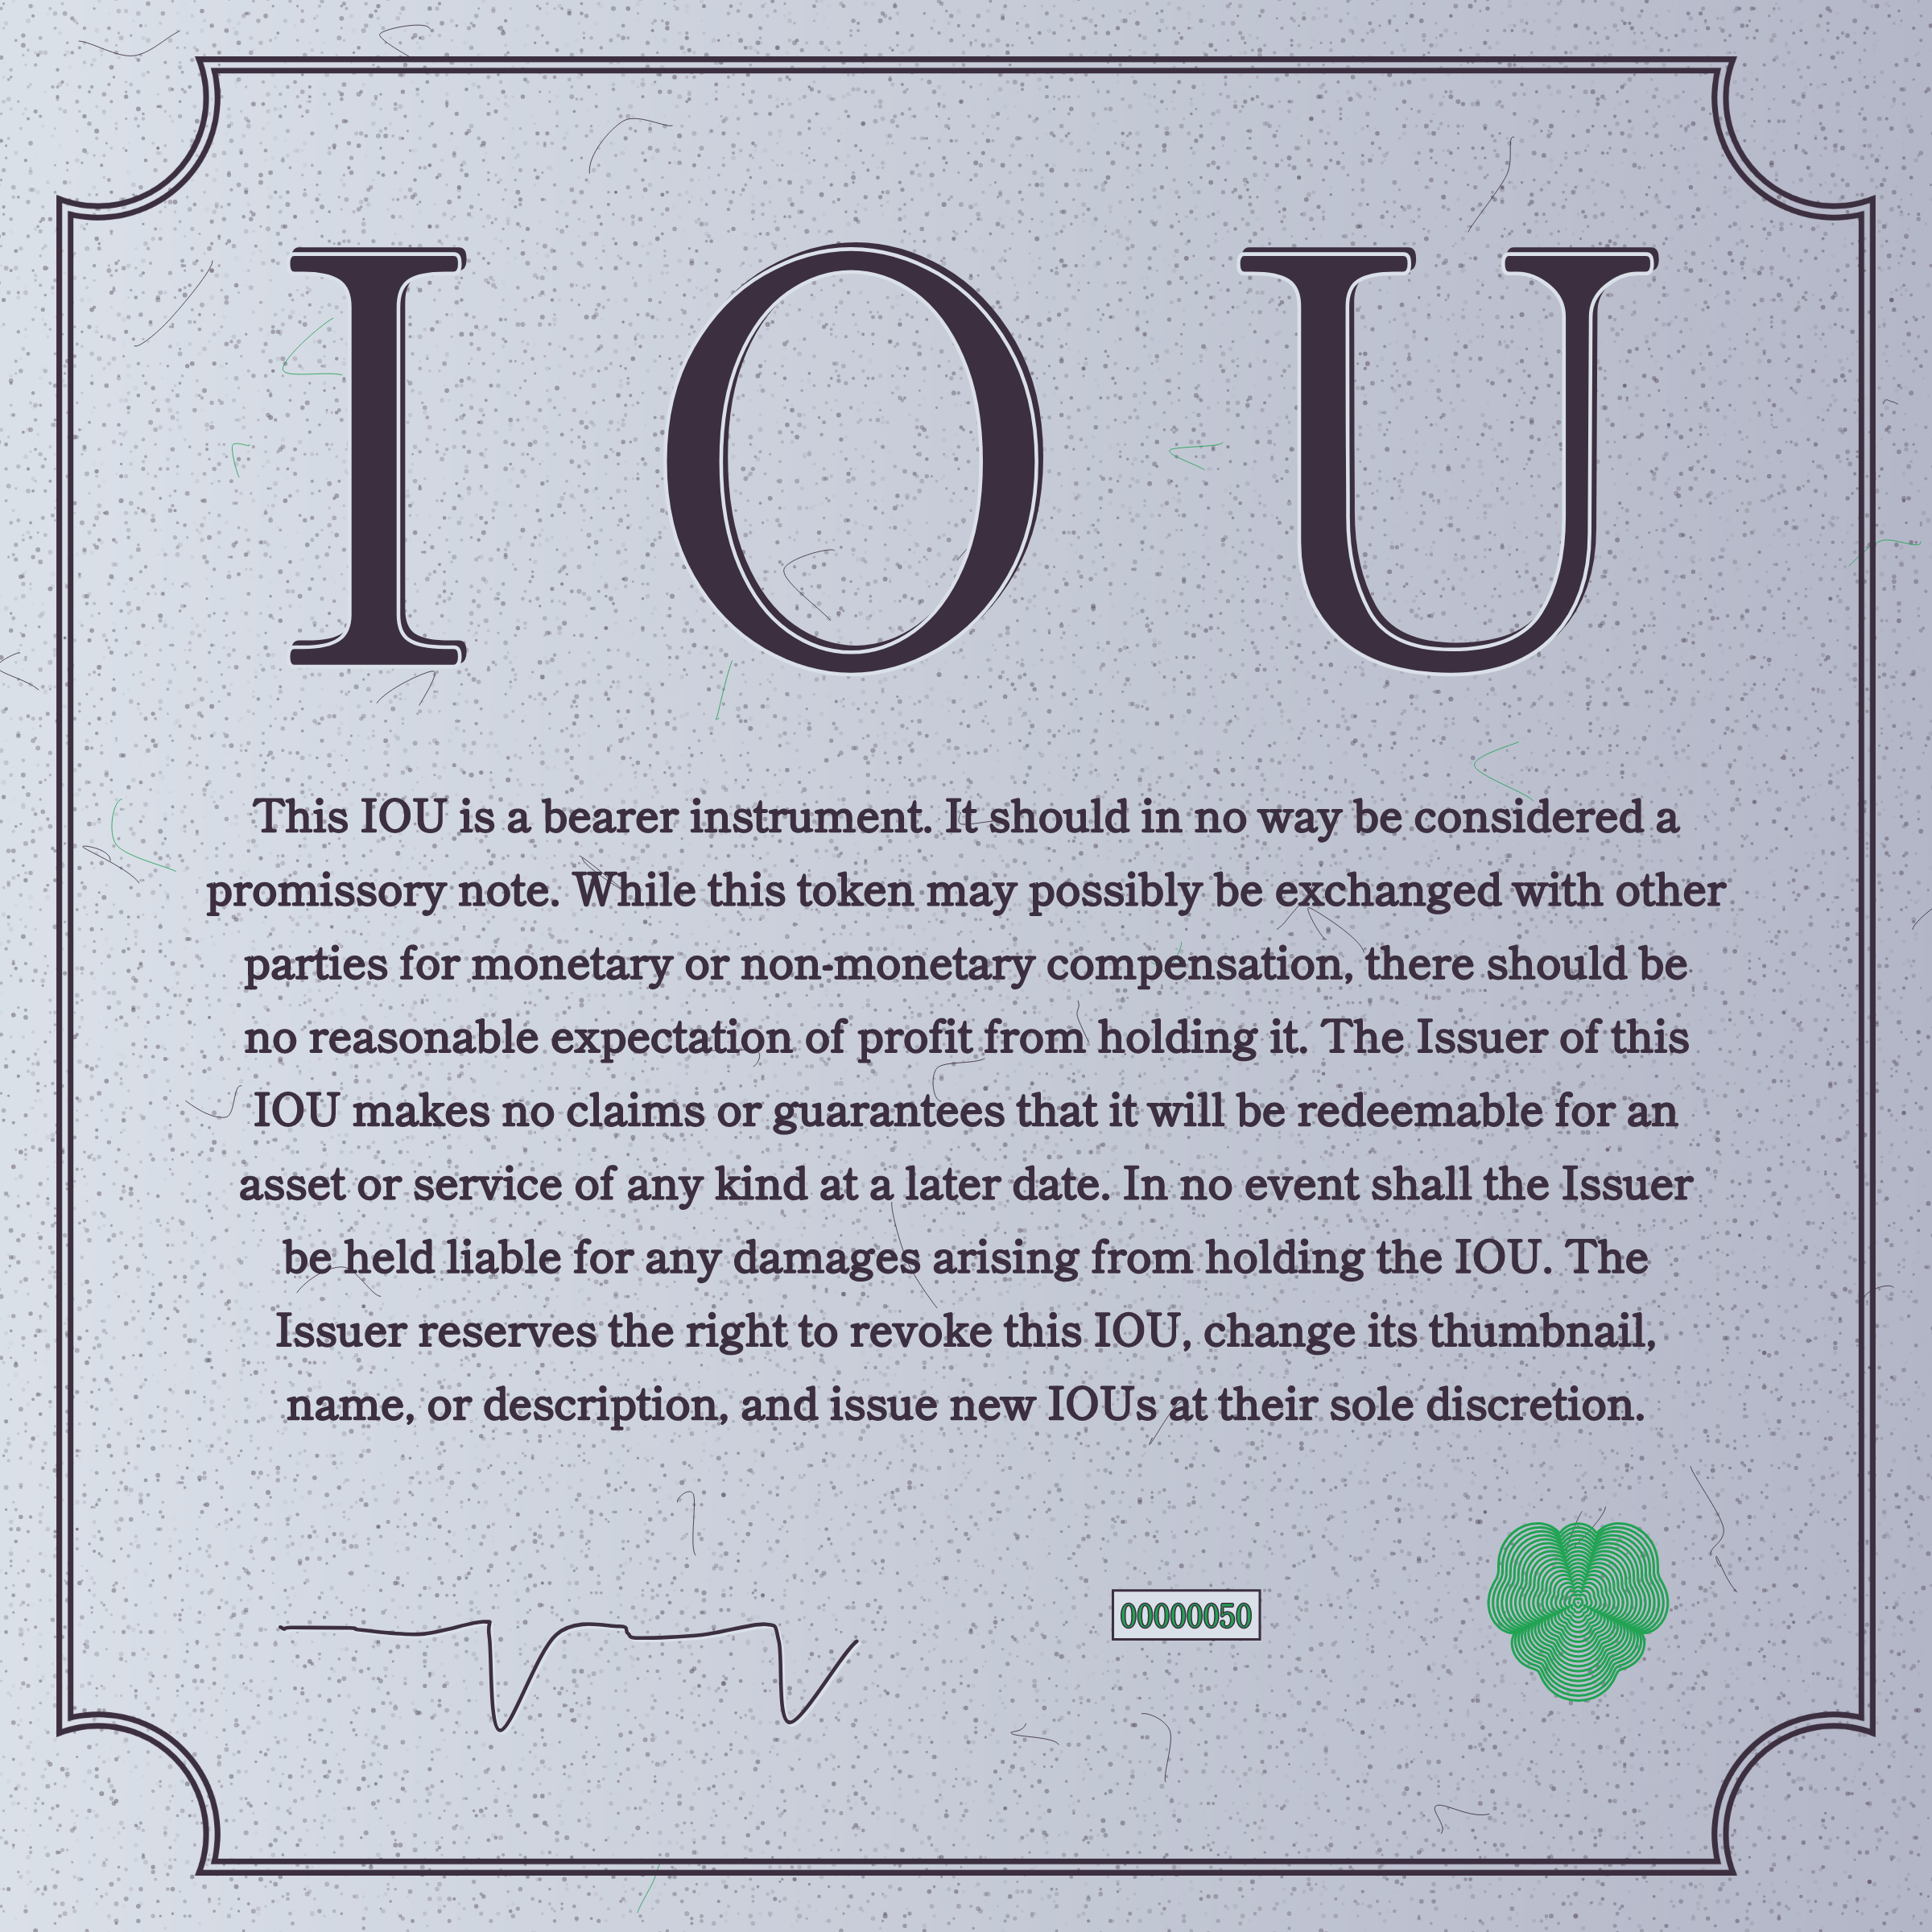 I O U
This IOU is a bearer instrument. It should in no way be considered a
promissory note. While this token may possibly be exchanged with other
parties for monetary or non-monetary compensation, there should be
no reasonable expectation of profit from holding it. The Issuer of this
IOU makes no claims or guarantees that it will be redeemable for an
asset or service of any kind at a later date. In no event shall the Issuer
be held liable for any damages arising from holding the IOU. The
Issuer reserves the right to revoke this IOU, change its thumbnail,
name, or description, and issue new IOUs at their sole discretion.
00000050